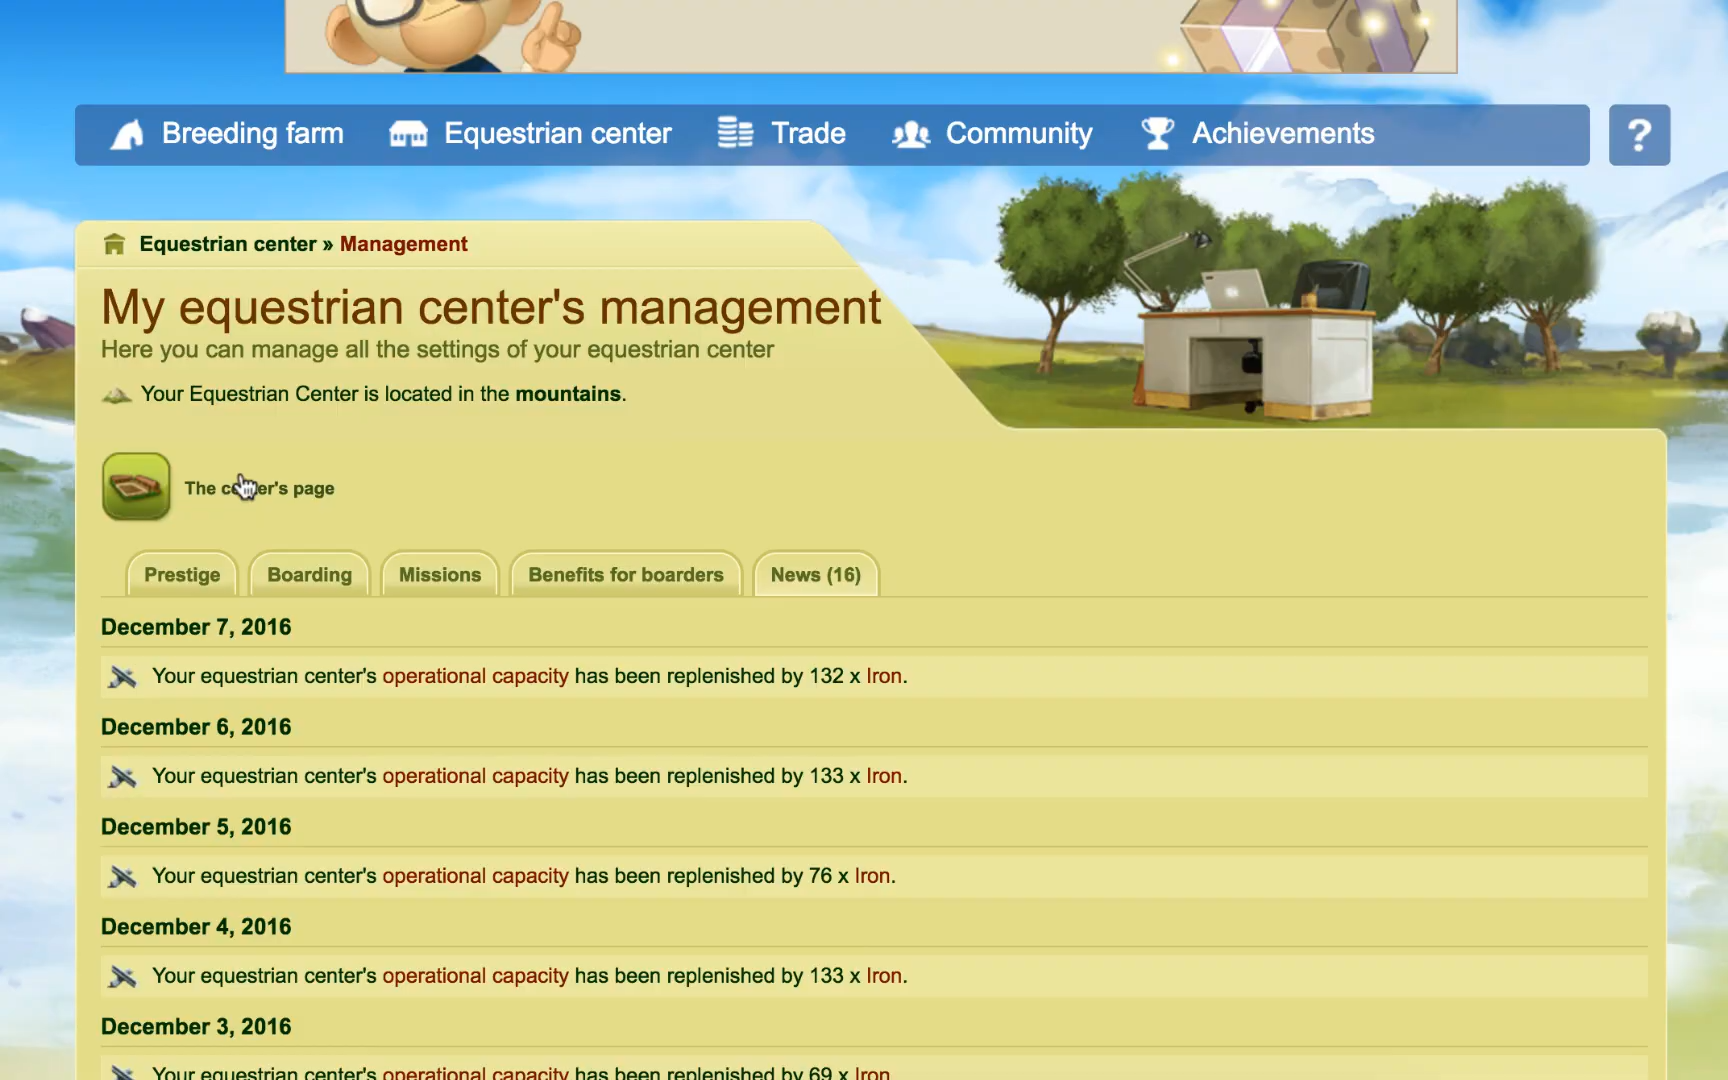 Breeding farm Equestrian center Trade Community Achievements ?
Equestrian center » Management
My equestrian center's management
Here you can manage all the settings of your equestrian center
Your Equestrian Center is located in the mountains.
The center's page
Prestige Boarding Missions Benefits for boarders News (16)
December 7, 2016
Your equestrian center's operational capacity has been replenished by 132 x Iron.
December 6, 2016
Your equestrian center's operational capacity has been replenished by 133 x Iron.
December 5, 2016
Your equestrian center's operational capacity has been replenished by 76 x Iron.
December 4, 2016
Your equestrian center's operational capacity has been replenished by 133 x Iron.
December 3, 2016
Your equestrian center's operational capacity has been replenished by 69 x Iron.